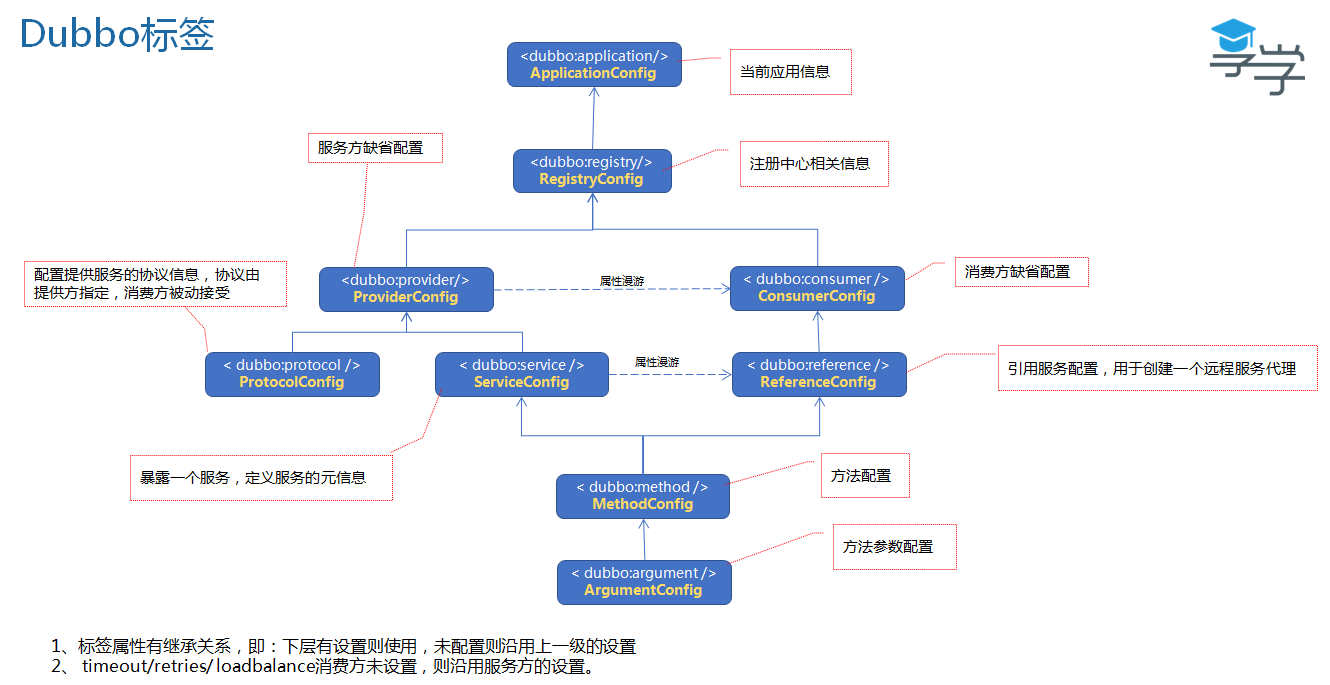 Dubbo标签
享学
<dubbo:application/>
ApplicationConfig
当前应用信息
服务方缺省配置
<dubbo:registry/>
RegistryConfig
注册中心相关信息
配置提供服务的协议信息，协议由
提供方指定，消费方被动接受
<dubbo:provider/>
ProviderConfig
属性漫游
< dubbo:consumer />
ConsumerConfig
消费方缺省配置
< dubbo:protocol />
ProtocolConfig
< dubbo:service />
ServiceConfig
属性漫游
< dubbo:reference />
ReferenceConfig
引用服务配置，用于创建一个远程服务代理
暴露一个服务，定义服务的元信息
< dubbo:method />
MethodConfig
方法配置
< dubbo:argument />
ArgumentConfig
方法参数配置
1、标签属性有继承关系，即：下层有设置则使用，未配置则沿用上一级的设置
2、 timeout/retries/ loadbalance消费方未设置，则沿用服务方的设置。